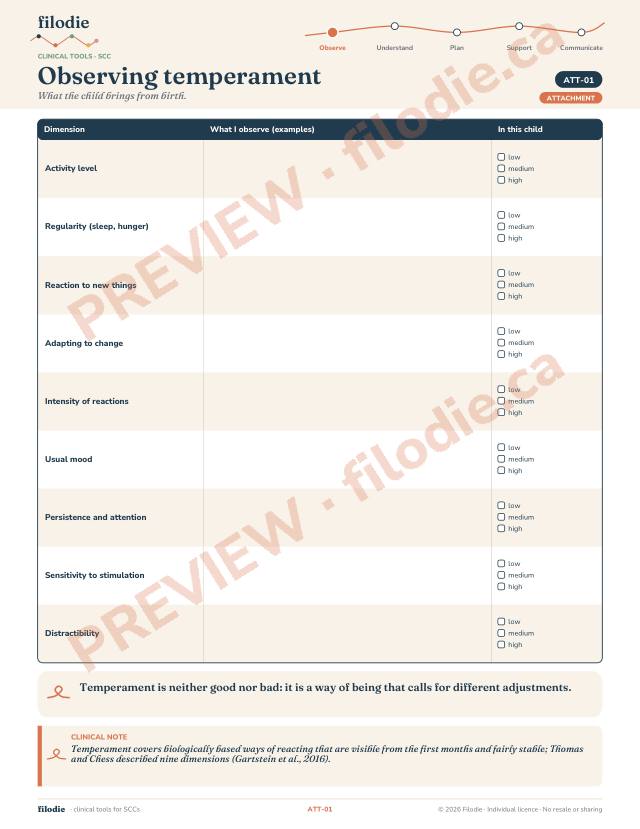 filodie
CLINICAL TOOLS · SCC
Observe Understand Plan Support Communicate
Observing temperament
What the child brings from birth.
ATT-01
ATTACHMENT
Dimension What I observe (examples) In this child
Activity level
low
medium
high
Regularity (sleep, hunger)
low
medium
high
Reaction to new things
low
medium
high
Adapting to change
low
medium
high
Intensity of reactions
low
medium
high
Usual mood
low
medium
high
Persistence and attention
low
medium
high
Sensitivity to stimulation
low
medium
high
Distractibility
low
medium
high
PREVIEW · filodie.ca
PREVIEW · filodie.ca
Temperament is neither good nor bad: it is a way of being that calls for different adjustments.
CLINICAL NOTE
Temperament covers biologically based ways of reacting that are visible from the first months and fairly stable; Thomas
and Chess described nine dimensions (Gartstein et al., 2016).
filodie · clinical tools for SCCs ATT-01 © 2026 Filodie · Individual licence · No resale or sharing